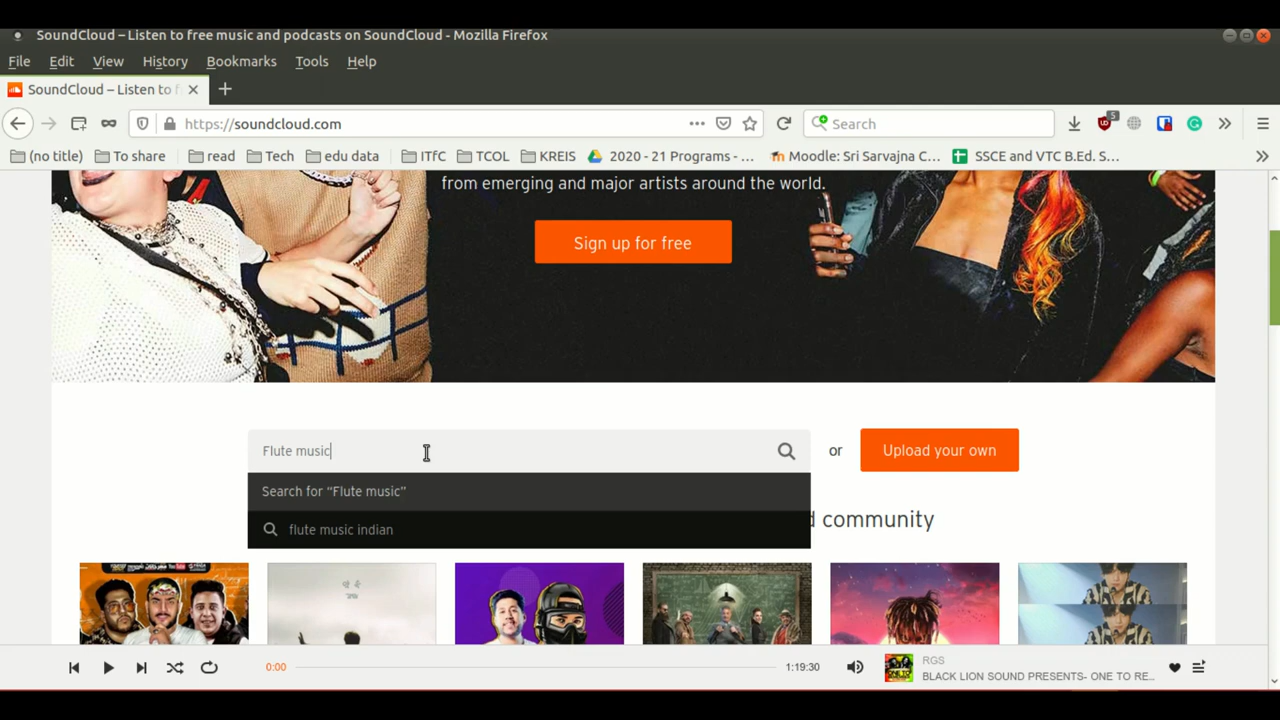 SoundCloud – Listen to free music and podcasts on SoundCloud - Mozilla Firefox
File Edit View History Bookmarks Tools Help
SoundCloud – Listen to f
https://soundcloud.com
Search
5
(no title) To share read Tech edu data ITfC TCOL KREIS 2020 - 21 Programs - ... Moodle: Sri Sarvajna C... SSCE and VTC B.Ed. S...
from emerging and major artists around the world.
Sign up for free
Flute music
or
Upload your own
Search for “Flute music”
flute music indian
community
0:00
1:19:30
RGS
BLACK LION SOUND PRESENTS- ONE TO RE...